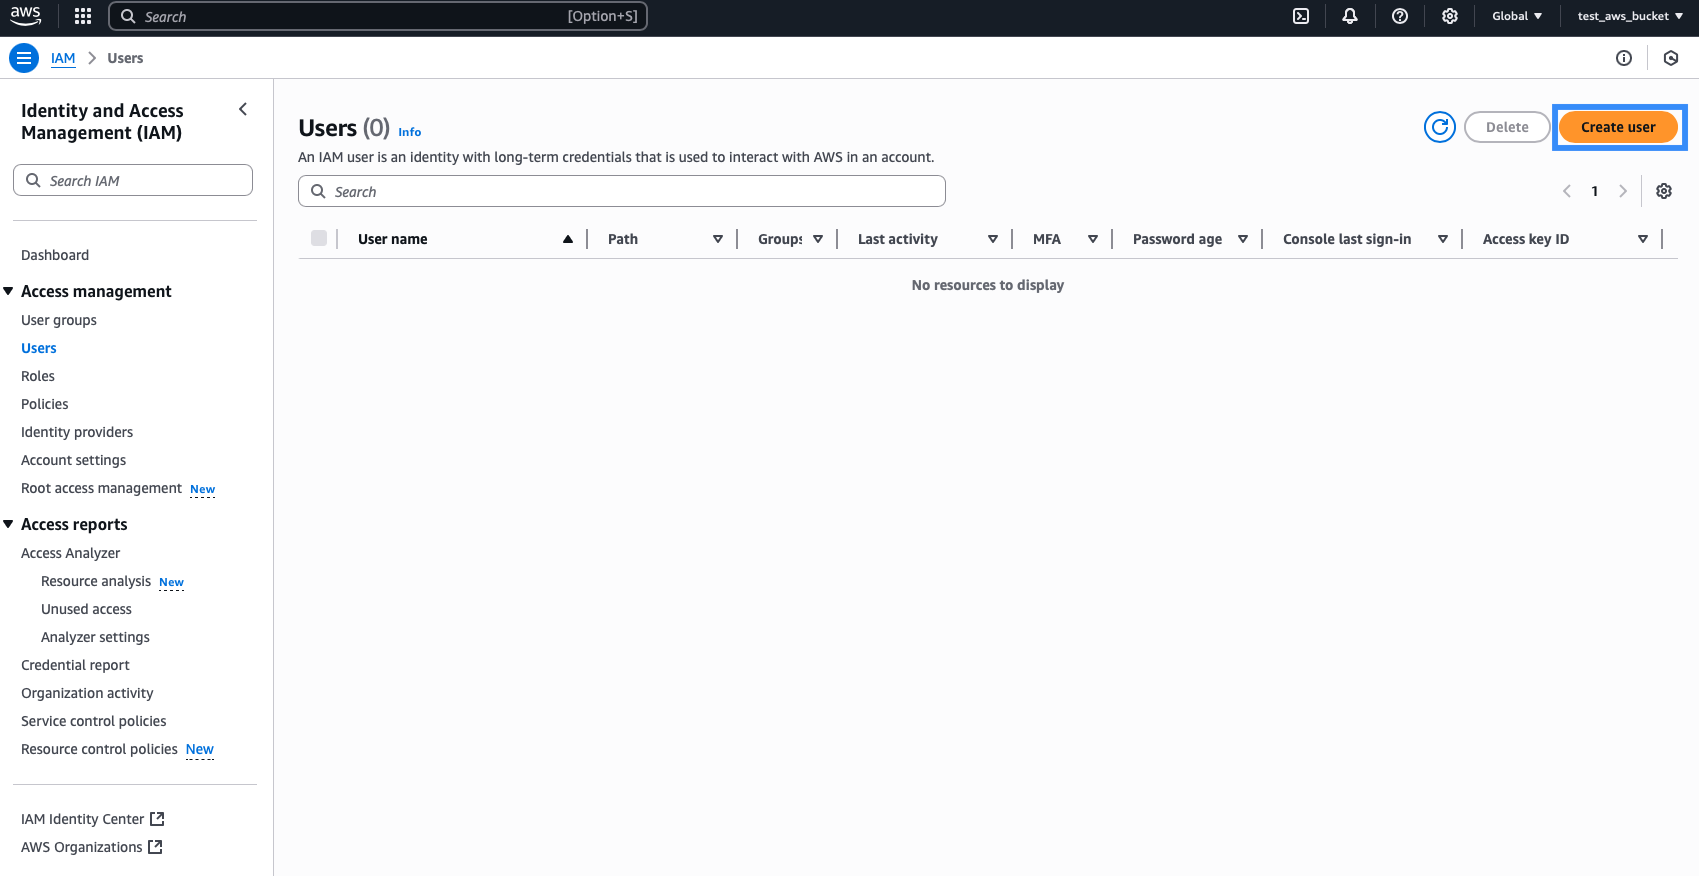 aws
Search
[Option+S]
Global
test_aws_bucket
IAM
Users
Identity and Access
Management (IAM)
Search IAM
Dashboard
Access management
User groups
Users
Roles
Policies
Identity providers
Account settings
Root access management New
Access reports
Access Analyzer
Resource analysis New
Unused access
Analyzer settings
Credential report
Organization activity
Service control policies
Resource control policies New
IAM Identity Center
AWS Organizations
Users (0) Info
Delete
Create user
An IAM user is an identity with long-term credentials that is used to interact with AWS in an account.
Search
1
User name
Path
Groups
Last activity
MFA
Password age
Console last sign-in
Access key ID
No resources to display